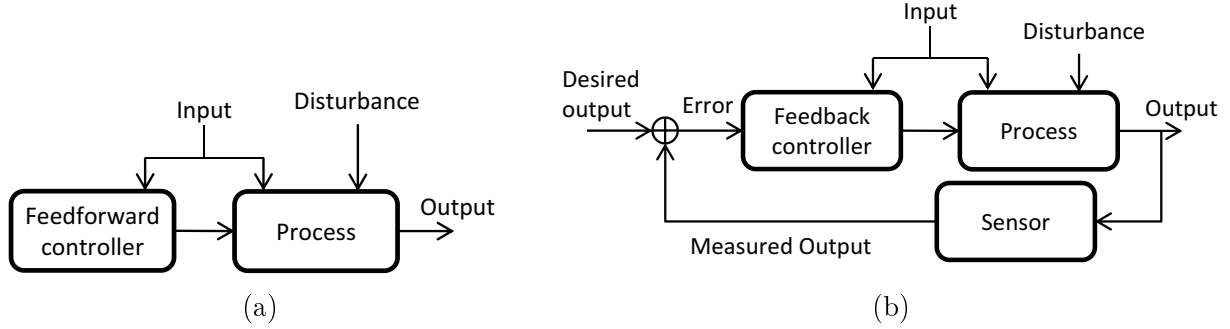 Input
Disturbance
Feedforward
controller
Process
Output
(a)
Input
Disturbance
Desired
output
Error
Feedback
controller
Process
Output
Sensor
Measured Output
(b)